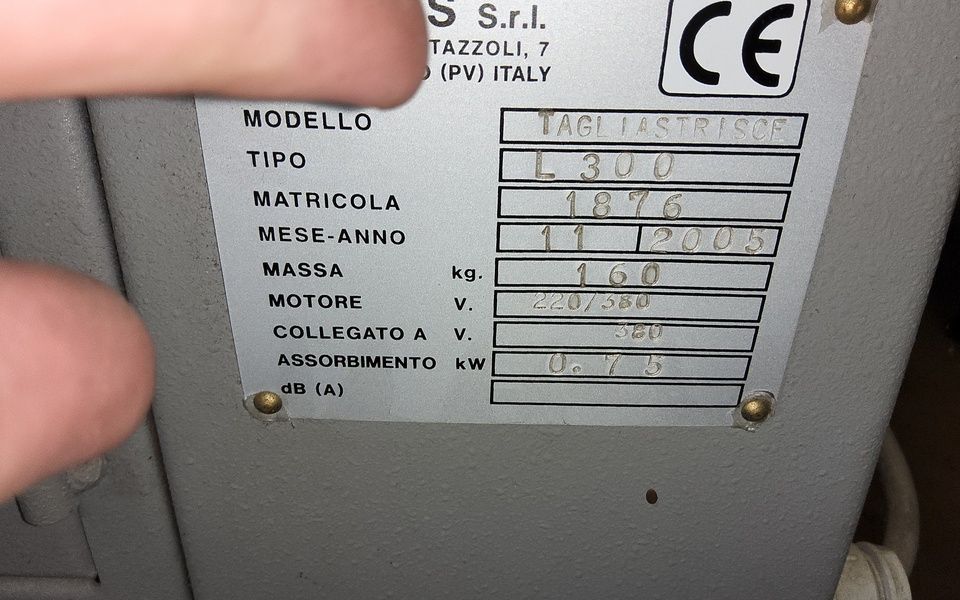 S S.r.l.
TAZZOLI, 7
(PV) ITALY
CE
MODELLO TAGLIASTRISCE
TIPO L 300
MATRICOLA 1876
MESE-ANNO 11 2005
MASSA kg. 160
MOTORE V. 220/380
COLLEGATO A V. 380
ASSORBIMENTO kW 0.75
dB (A)